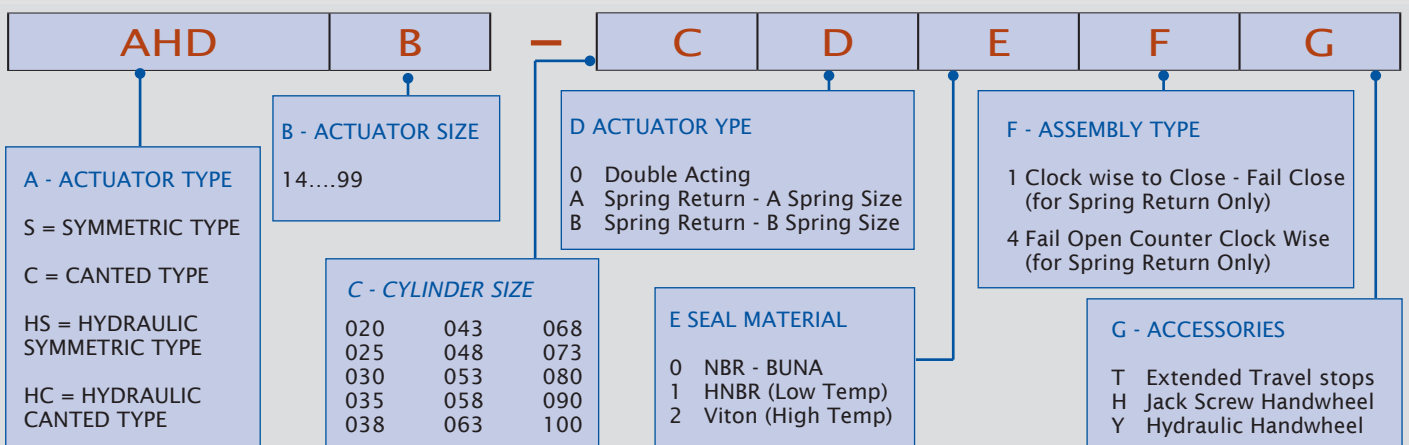 AHD B – C D E F G
A - ACTUATOR TYPE
S = SYMMETRIC TYPE
C = CANTED TYPE
HS = HYDRAULIC
SYMMETRIC TYPE
HC = HYDRAULIC
CANTED TYPE
B - ACTUATOR SIZE
14....99
C - CYLINDER SIZE
020 043 068
025 048 073
030 053 080
035 058 090
038 063 100
D ACTUATOR YPE
0 Double Acting
A Spring Return - A Spring Size
B Spring Return - B Spring Size
E SEAL MATERIAL
0 NBR - BUNA
1 HNBR (Low Temp)
2 Viton (High Temp)
F - ASSEMBLY TYPE
1 Clock wise to Close - Fail Close
(for Spring Return Only)
4 Fail Open Counter Clock Wise
(for Spring Return Only)
G - ACCESSORIES
T Extended Travel stops
H Jack Screw Handwheel
Y Hydraulic Handwheel